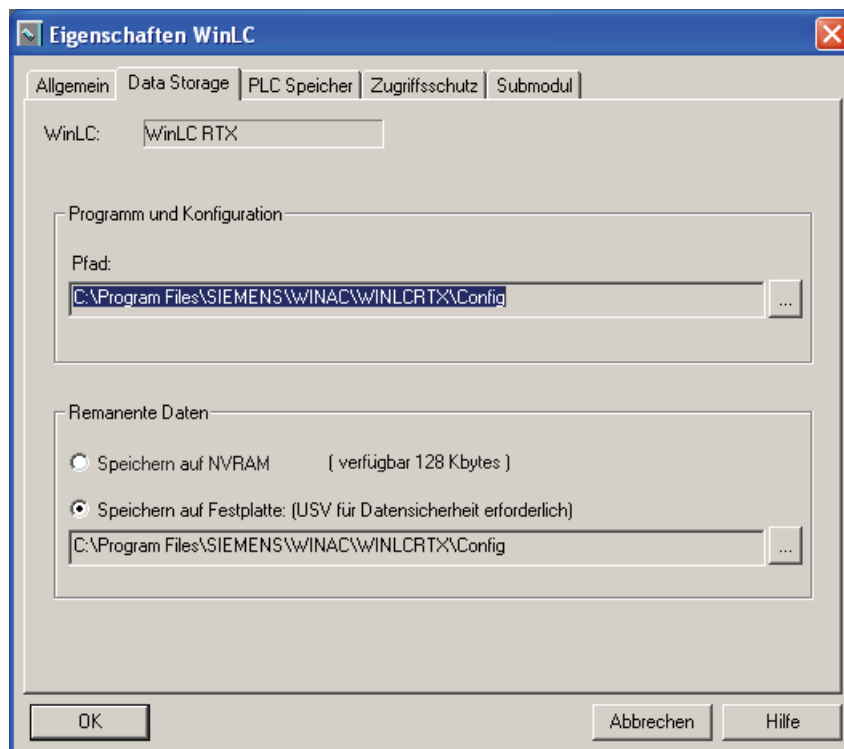 Eigenschaften WinLC
Allgemein Data Storage PLC Speicher Zugriffsschutz Submodul
WinLC: WinLC RTX
Programm und Konfiguration
Pfad:
C:\Program Files\SIEMENS\WINAC\WINLCRTX\Config ...
Remanente Daten
Speichern auf NVRAM ( verfügbar 128 Kbytes )
Speichern auf Festplatte: (USV für Datensicherheit erforderlich)
C:\Program Files\SIEMENS\WINAC\WINLCRTX\Config ...
OK Abbrechen Hilfe